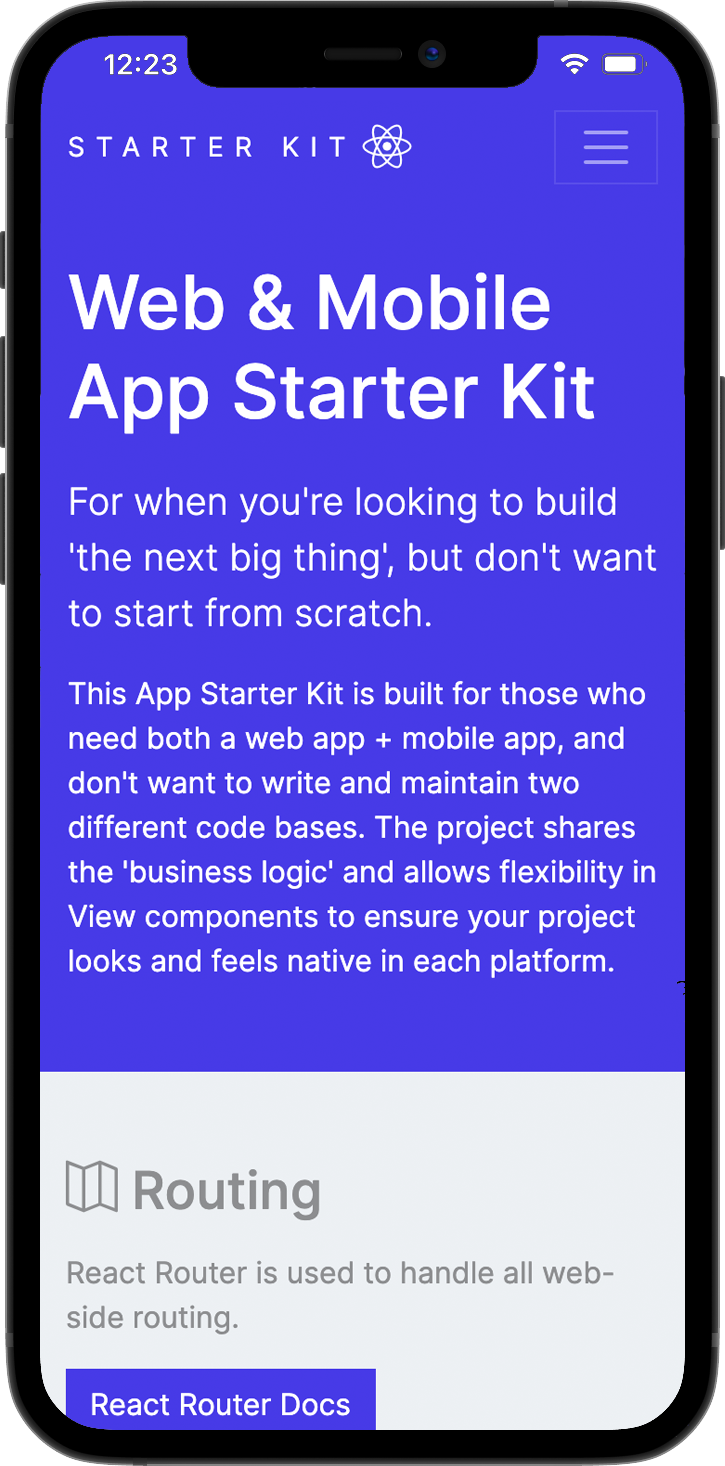 12:23
STARTER KIT
Web & Mobile
App Starter Kit
For when you're looking to build
'the next big thing', but don't want
to start from scratch.
This App Starter Kit is built for those who
need both a web app + mobile app, and
don't want to write and maintain two
different code bases. The project shares
the 'business logic' and allows flexibility in
View components to ensure your project
looks and feels native in each platform.
Routing
React Router is used to handle all web-
side routing.
React Router Docs